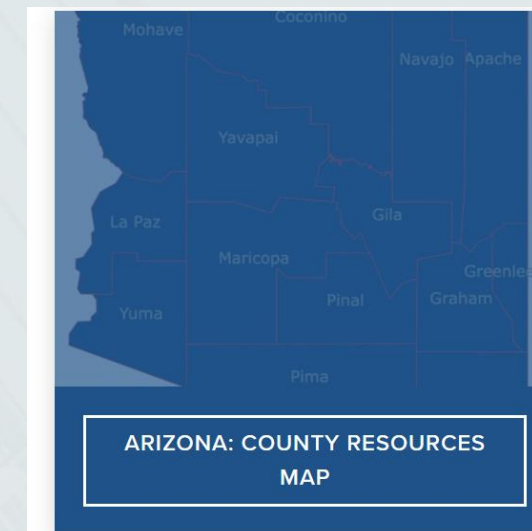 Coconino
Mohave
Navajo Apache
Yavapai
La Paz
Gila
Maricopa
Greenlee
Pinal
Graham
Yuma
Pima
ARIZONA: COUNTY RESOURCES
MAP